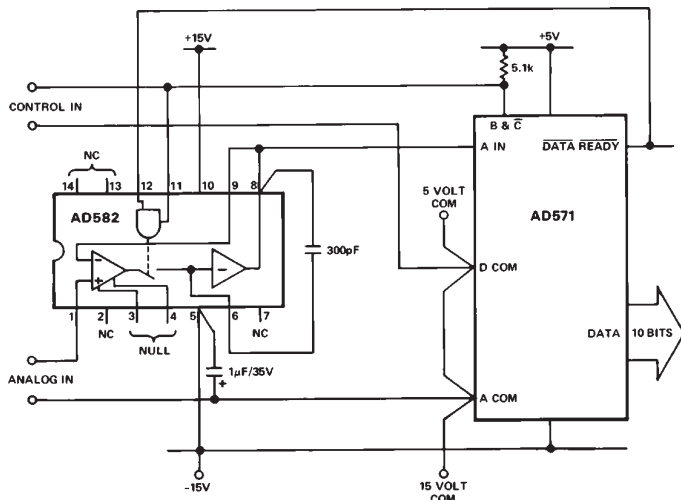 +15V
+5V
5.1k
CONTROL IN
B & C̅
NC
A IN
D̅A̅T̅A̅ R̅E̅A̅D̅Y̅
14 13 12 11 10 9 8
AD582
5 VOLT
COM
AD571
300pF
D COM
1 2 3 4 5 6 7
NC
NULL
NC
DATA
10 BITS
1μF/35V
+
ANALOG IN
A COM
-15V
15 VOLT
COM